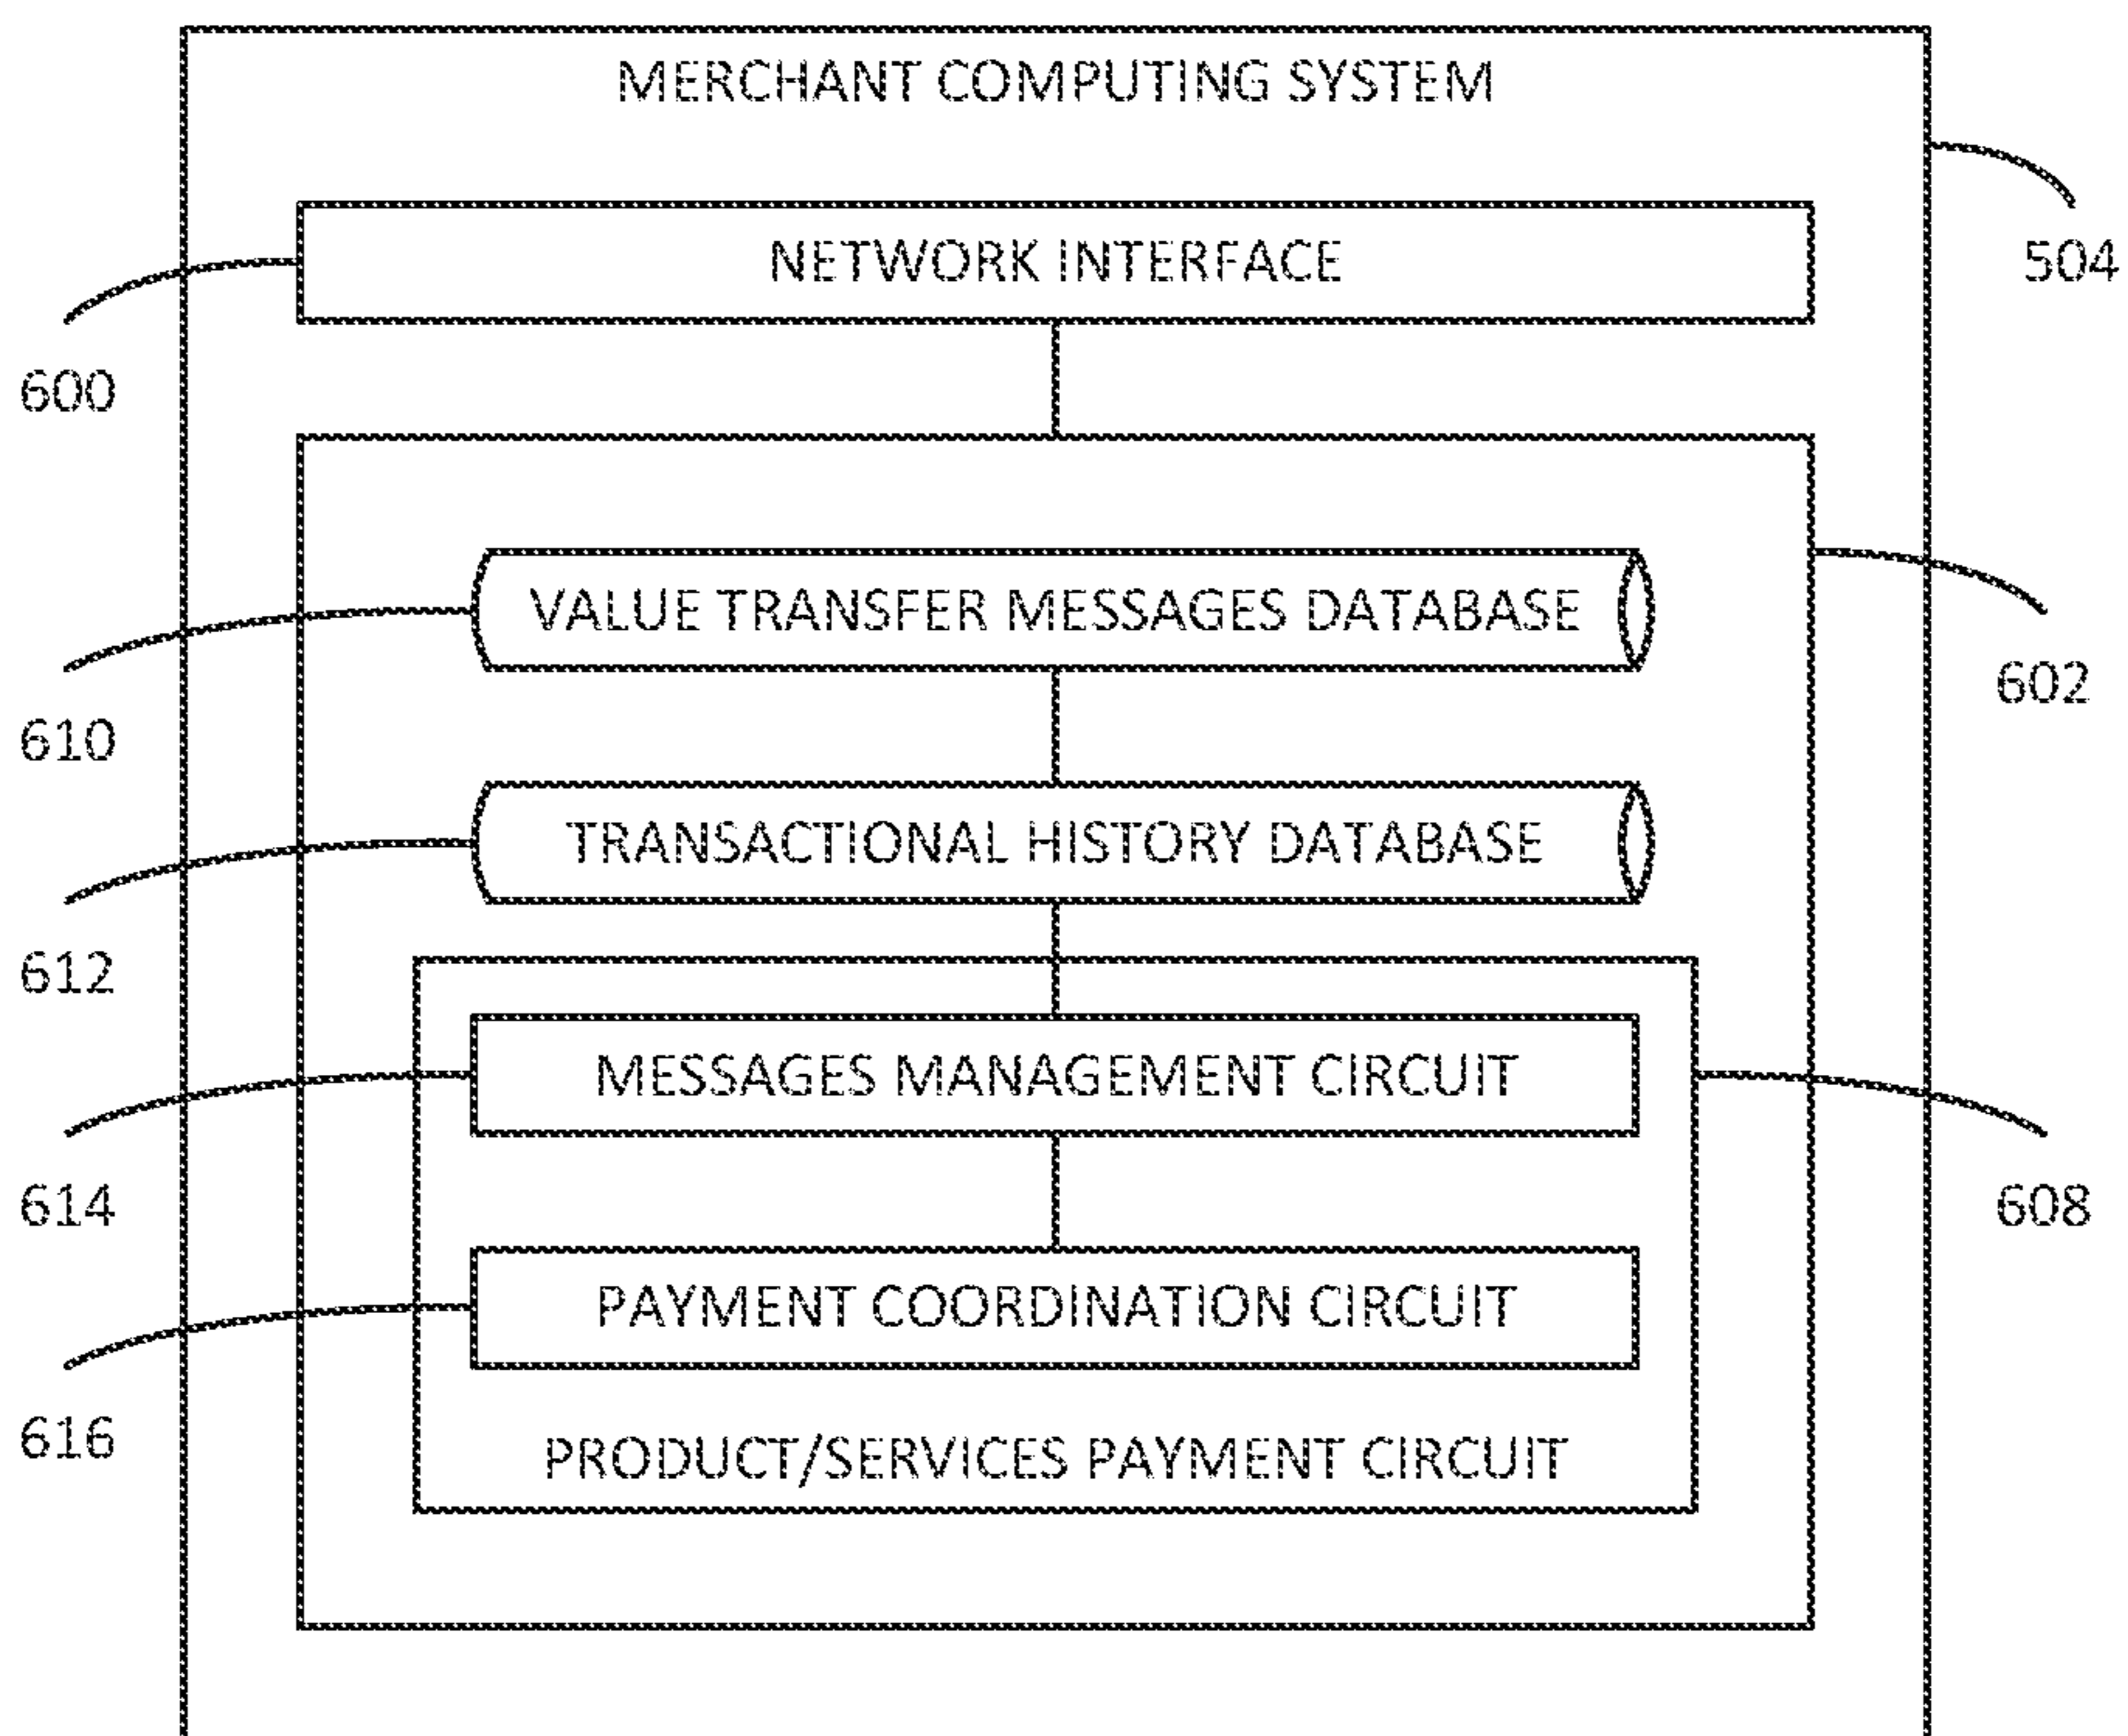 MERCHANT COMPUTING SYSTEM
NETWORK INTERFACE
504
600
VALUE TRANSFER MESSAGES DATABASE
602
610
TRANSACTIONAL HISTORY DATABASE
612
MESSAGES MANAGEMENT CIRCUIT
614
608
PAYMENT COORDINATION CIRCUIT
616
PRODUCT/SERVICES PAYMENT CIRCUIT